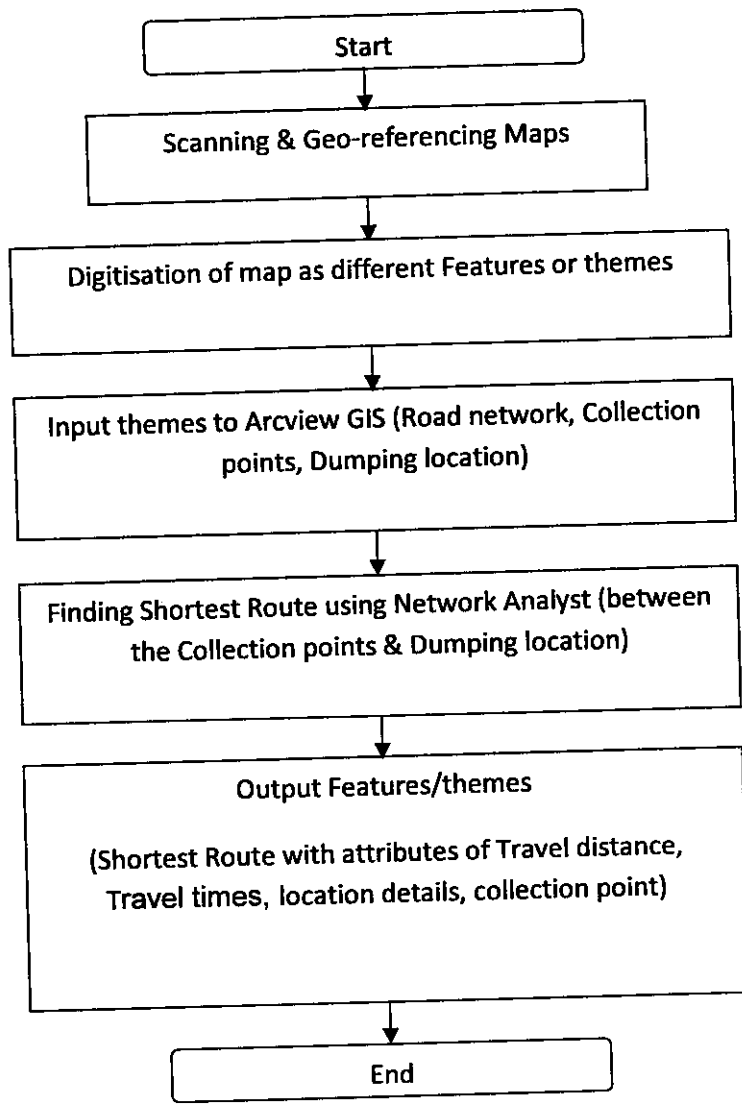 Start
Scanning & Geo-referencing Maps
Digitisation of map as different Features or themes
Input themes to Arcview GIS (Road network, Collection
points, Dumping location)
Finding Shortest Route using Network Analyst (between
the Collection points & Dumping location)
Output Features/themes
(Shortest Route with attributes of Travel distance,
Travel times, location details, collection point)
End